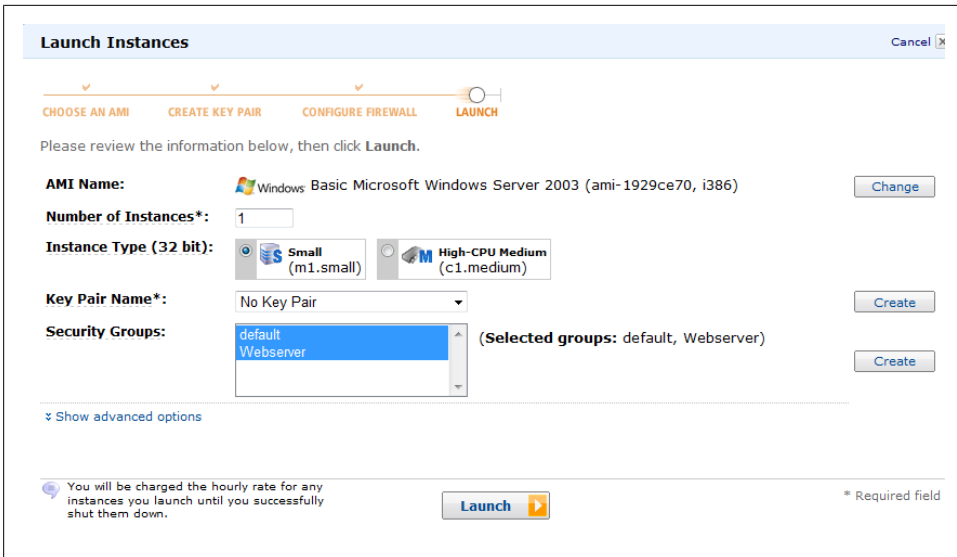 Launch Instances
Cancel
CHOOSE AN AMI
CREATE KEY PAIR
CONFIGURE FIREWALL
LAUNCH
Please review the information below, then click Launch.
AMI Name:
Windows Basic Microsoft Windows Server 2003 (ami-1929ce70, i386)
Change
Number of Instances*:
1
Instance Type (32 bit):
S Small
(m1.small)
M High-CPU Medium
(c1.medium)
Key Pair Name*:
No Key Pair
Create
Security Groups:
default
Webserver
(Selected groups: default, Webserver)
Create
Show advanced options
You will be charged the hourly rate for any
instances you launch until you successfully
shut them down.
Launch
* Required field